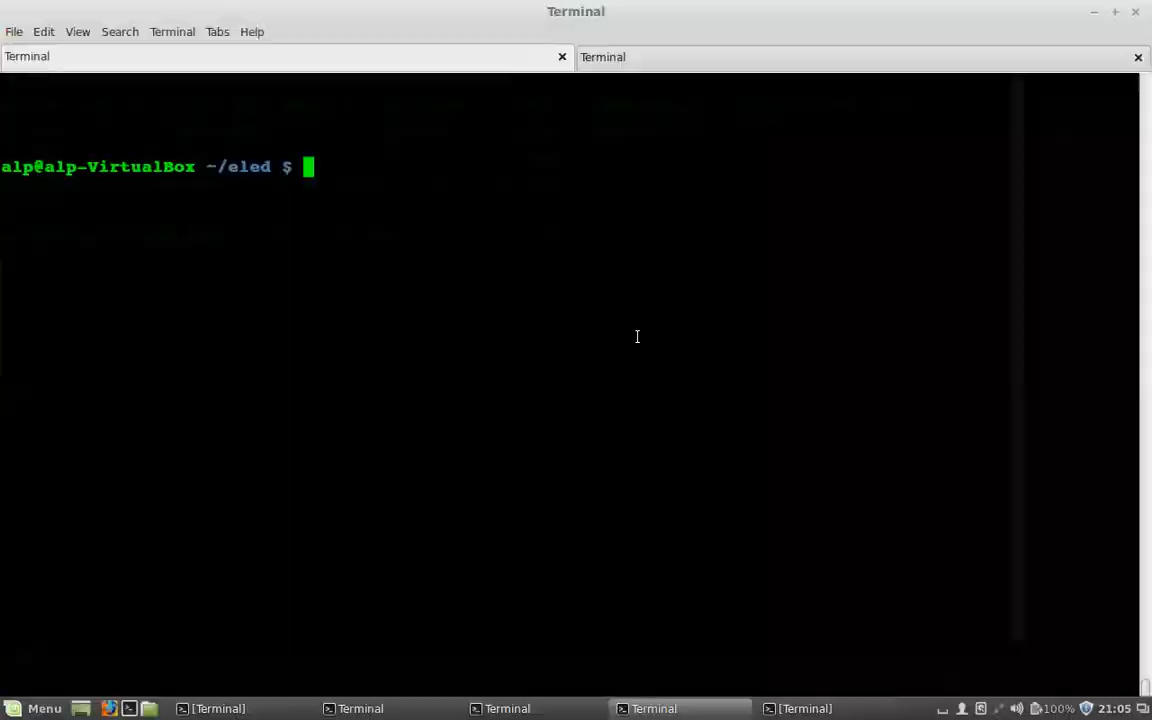 Terminal
File Edit View Search Terminal Tabs Help
Terminal Terminal
alp@alp-VirtualBox ~/eled $
Menu [Terminal] Terminal Terminal Terminal [Terminal] 100% 21:05